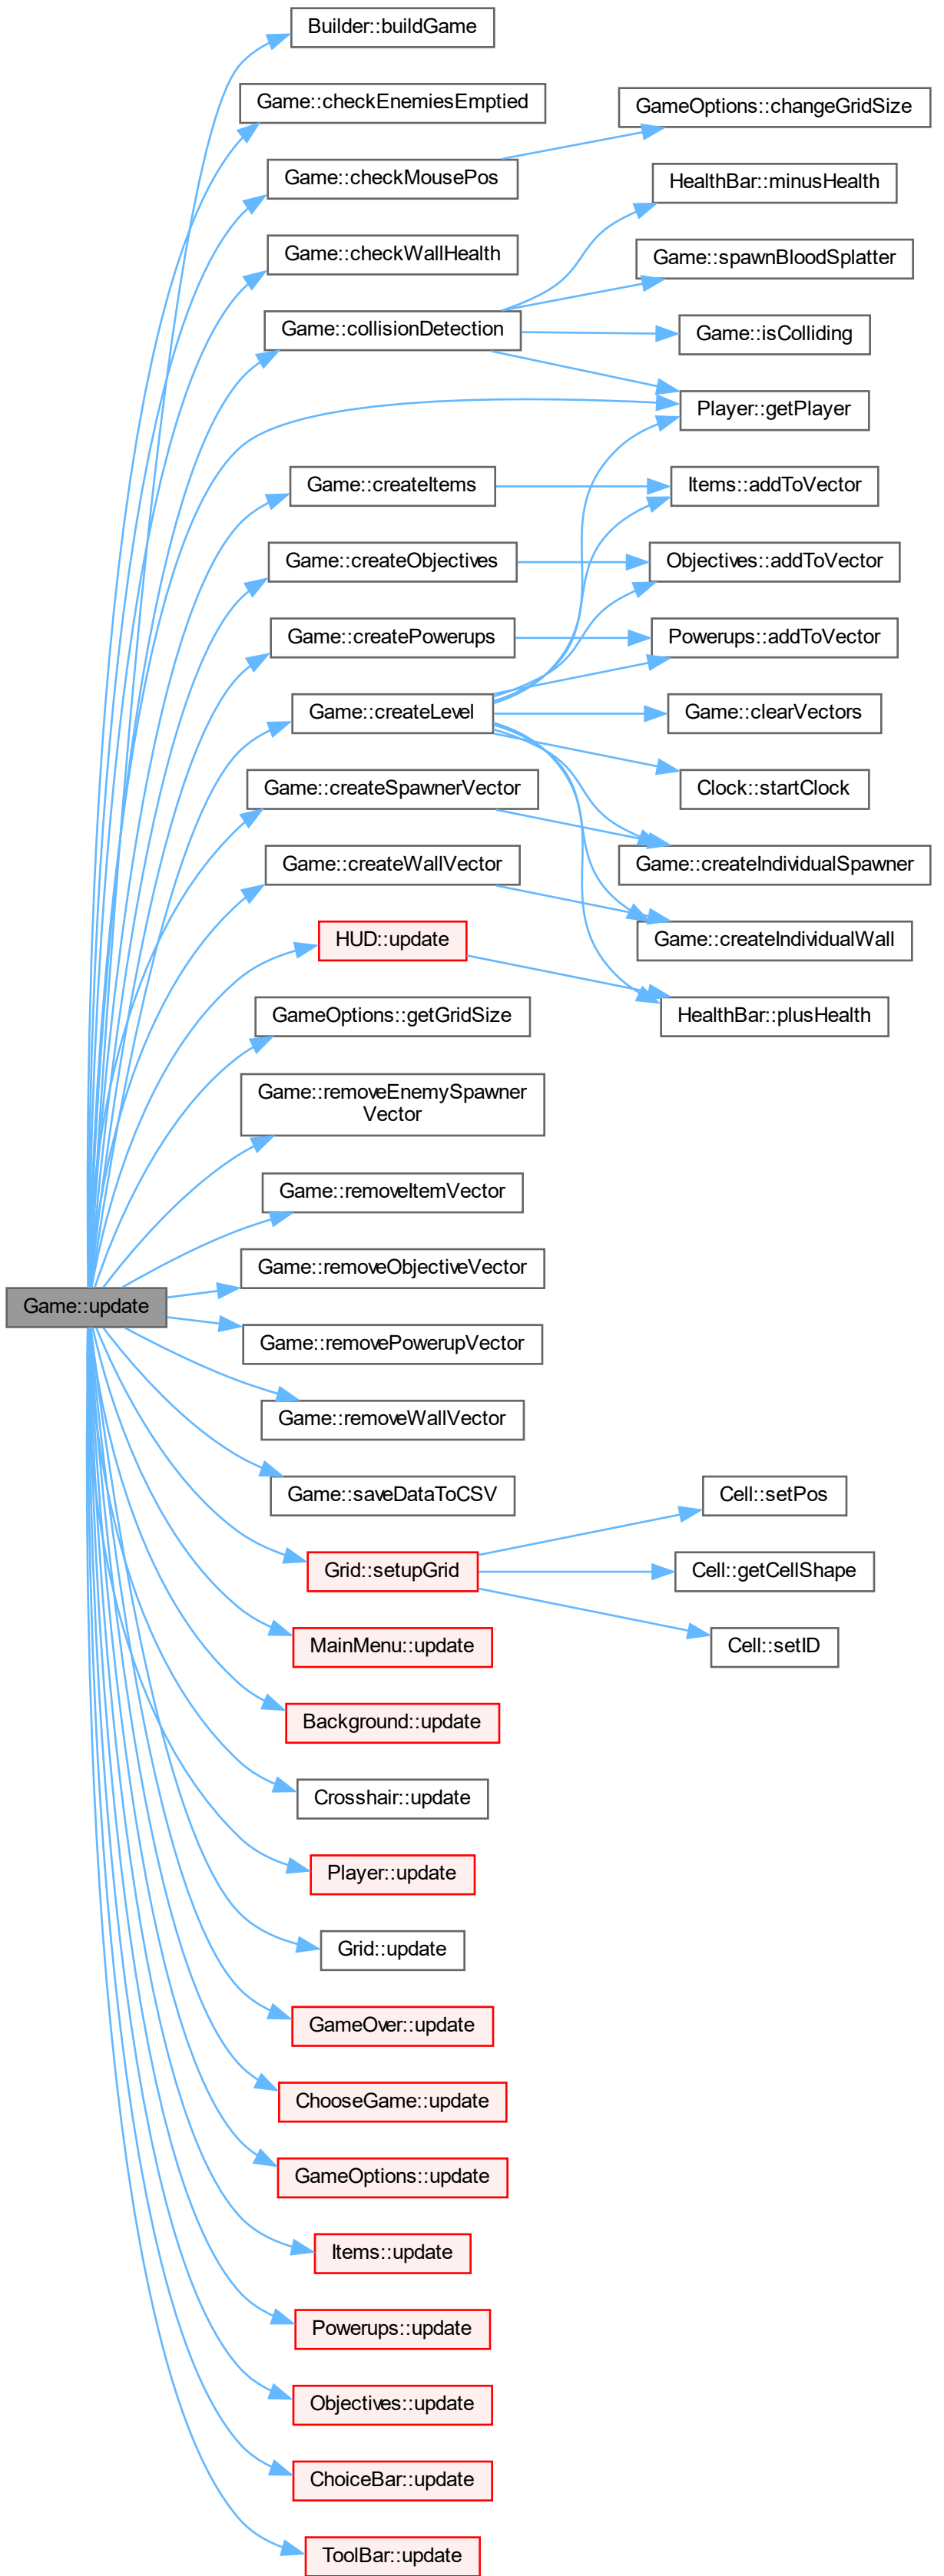 Builder::buildGame
Game::checkEnemiesEmptied
GameOptions::changeGridSize
Game::checkMousePos
HealthBar::minusHealth
Game::checkWallHealth
Game::spawnBloodSplatter
Game::collisionDetection
Game::isColliding
Player::getPlayer
Game::createItems
Items::addToVector
Game::createObjectives
Objectives::addToVector
Game::createPowerups
Powerups::addToVector
Game::createLevel
Game::clearVectors
Game::createSpawnerVector
Clock::startClock
Game::createWallVector
Game::createIndividualSpawner
HUD::update
Game::createIndividualWall
GameOptions::getGridSize
HealthBar::plusHealth
Game::removeEnemySpawner
Vector
Game::removeItemVector
Game::removeObjectiveVector
Game::update
Game::removePowerupVector
Game::removeWallVector
Game::saveDataToCSV
Cell::setPos
Grid::setupGrid
Cell::getCellShape
MainMenu::update
Cell::setID
Background::update
Crosshair::update
Player::update
Grid::update
GameOver::update
ChooseGame::update
GameOptions::update
Items::update
Powerups::update
Objectives::update
ChoiceBar::update
ToolBar::update